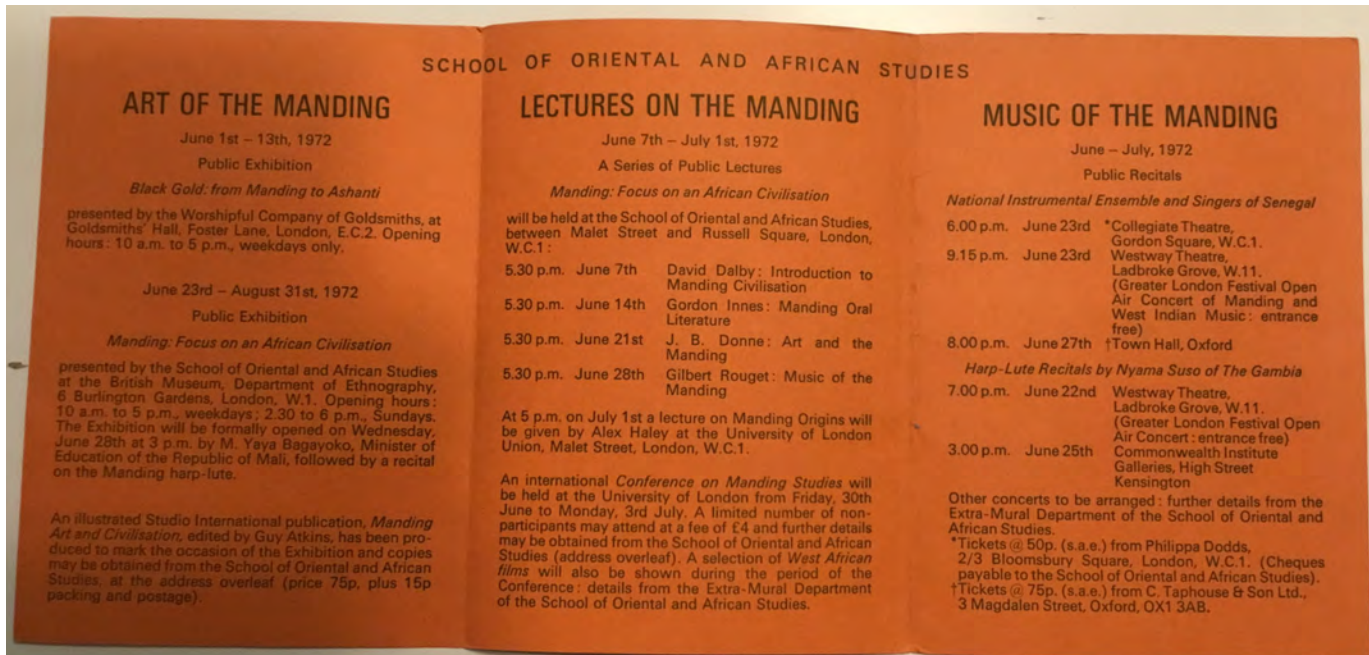 SCHOOL OF ORIENTAL AND AFRICAN STUDIES
ART OF THE MANDING
June 1st – 13th, 1972
Public Exhibition
Black Gold: from Manding to Ashanti
presented by the Worshipful Company of Goldsmiths, at
Goldsmiths' Hall, Foster Lane, London, E.C.2. Opening
hours: 10 a.m. to 5 p.m., weekdays only.
June 23rd – August 31st, 1972
Public Exhibition
Manding: Focus on an African Civilisation
presented by the School of Oriental and African Studies
at the British Museum, Department of Ethnography,
6 Burlington Gardens, London, W.1. Opening hours:
10 a.m. to 5 p.m., weekdays; 2.30 to 6 p.m., Sundays.
The Exhibition will be formally opened on Wednesday,
June 28th at 3 p.m. by M. Yaya Bagayoko, Minister of
Education of the Republic of Mali, followed by a recital
on the Manding harp-lute.
An illustrated Studio International publication, Manding
Art and Civilisation, edited by Guy Atkins, has been pro-
duced to mark the occasion of the Exhibition and copies
may be obtained from the School of Oriental and African
Studies, at the address overleaf (price 75p, plus 15p
packing and postage).
LECTURES ON THE MANDING
June 7th – July 1st, 1972
A Series of Public Lectures
Manding: Focus on an African Civilisation
will be held at the School of Oriental and African Studies,
between Malet Street and Russell Square, London,
W.C.1:
5.30 p.m. June 7th David Dalby: Introduction to
Manding Civilisation
5.30 p.m. June 14th Gordon Innes: Manding Oral
Literature
5.30 p.m. June 21st J. B. Donne: Art and the
Manding
5.30 p.m. June 28th Gilbert Rouget: Music of the
Manding
At 5 p.m. on July 1st a lecture on Manding Origins will
be given by Alex Haley at the University of London
Union, Malet Street, London, W.C.1.
An international Conference on Manding Studies will
be held at the University of London from Friday, 30th
June to Monday, 3rd July. A limited number of non-
participants may attend at a fee of £4 and further details
may be obtained from the School of Oriental and African
Studies (address overleaf). A selection of West African
films will also be shown during the period of the
Conference: details from the Extra-Mural Department
of the School of Oriental and African Studies.
MUSIC OF THE MANDING
June – July, 1972
Public Recitals
National Instrumental Ensemble and Singers of Senegal
6.00 p.m. June 23rd *Collegiate Theatre,
Gordon Square, W.C.1.
9.15 p.m. June 23rd Westway Theatre,
Ladbroke Grove, W.11.
(Greater London Festival Open
Air Concert of Manding and
West Indian Music: entrance
free)
8.00 p.m. June 27th †Town Hall, Oxford
Harp-Lute Recitals by Nyama Suso of The Gambia
7.00 p.m. June 22nd Westway Theatre,
Ladbroke Grove, W.11.
(Greater London Festival Open
Air Concert: entrance free)
3.00 p.m. June 25th Commonwealth Institute
Galleries, High Street
Kensington
Other concerts to be arranged: further details from the
Extra-Mural Department of the School of Oriental and
African Studies.
*Tickets @ 50p. (s.a.e.) from Philippa Dodds,
2/3 Bloomsbury Square, London, W.C.1. (Cheques
payable to the School of Oriental and African Studies).
†Tickets @ 75p. (s.a.e.) from C. Taphouse & Son Ltd.,
3 Magdalen Street, Oxford, OX1 3AB.